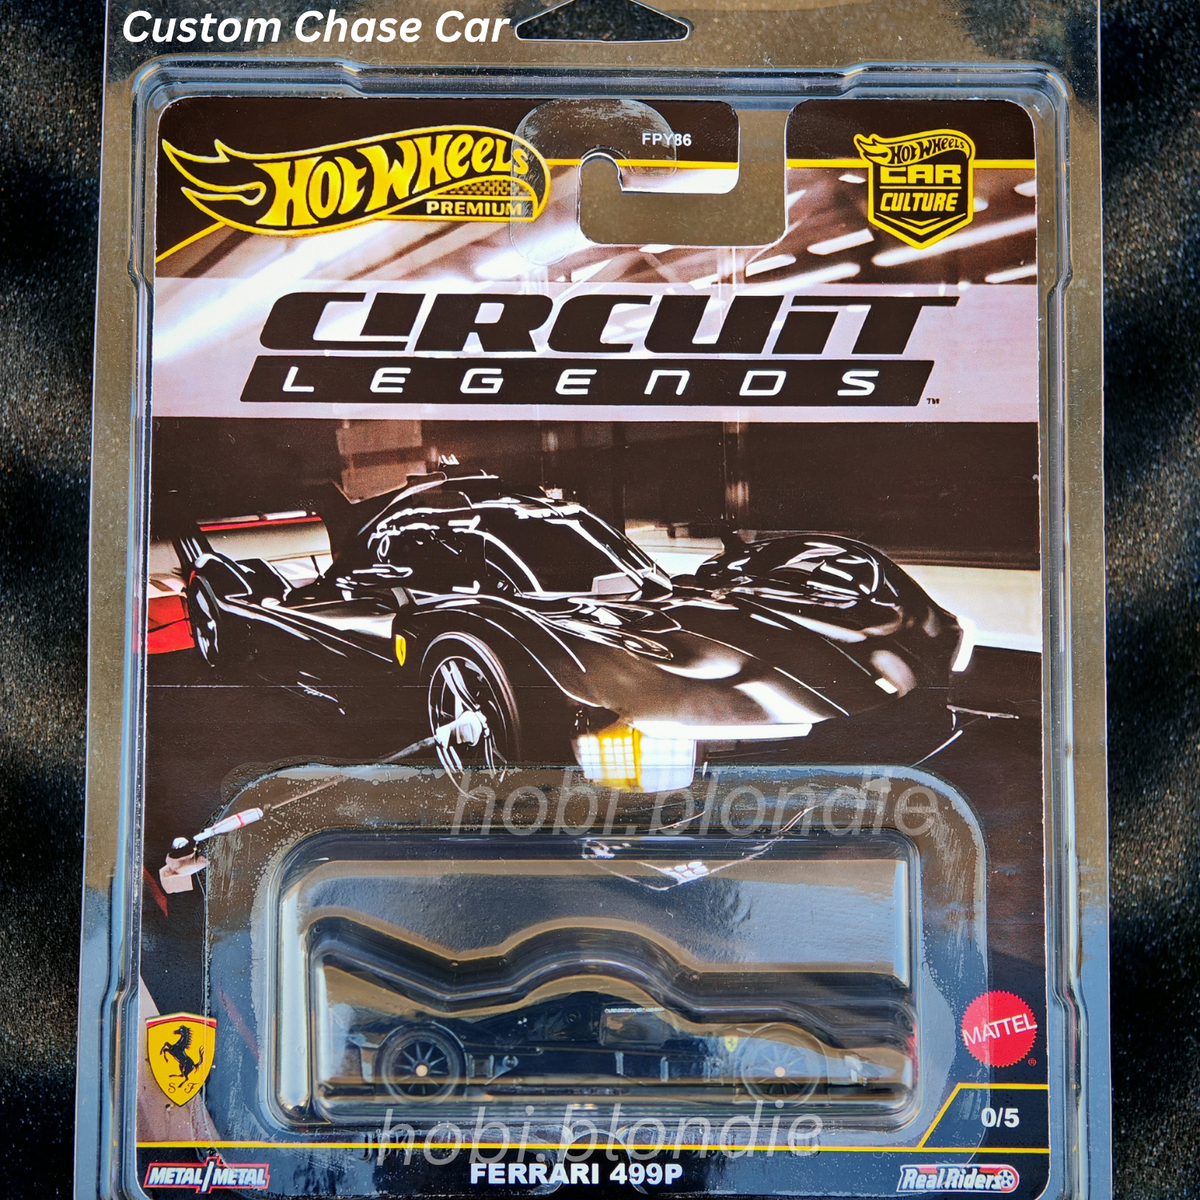 Custom Chase Car
FPY86
HOT WHEELS
PREMIUM
HOT WHEELS
CAR
CULTURE
CIRCUIT
LEGENDS
™
hobi.blondie
MATTEL
®
S F
0/5
hobi.blondie
METAL/METAL
FERRARI 499P
Real Riders